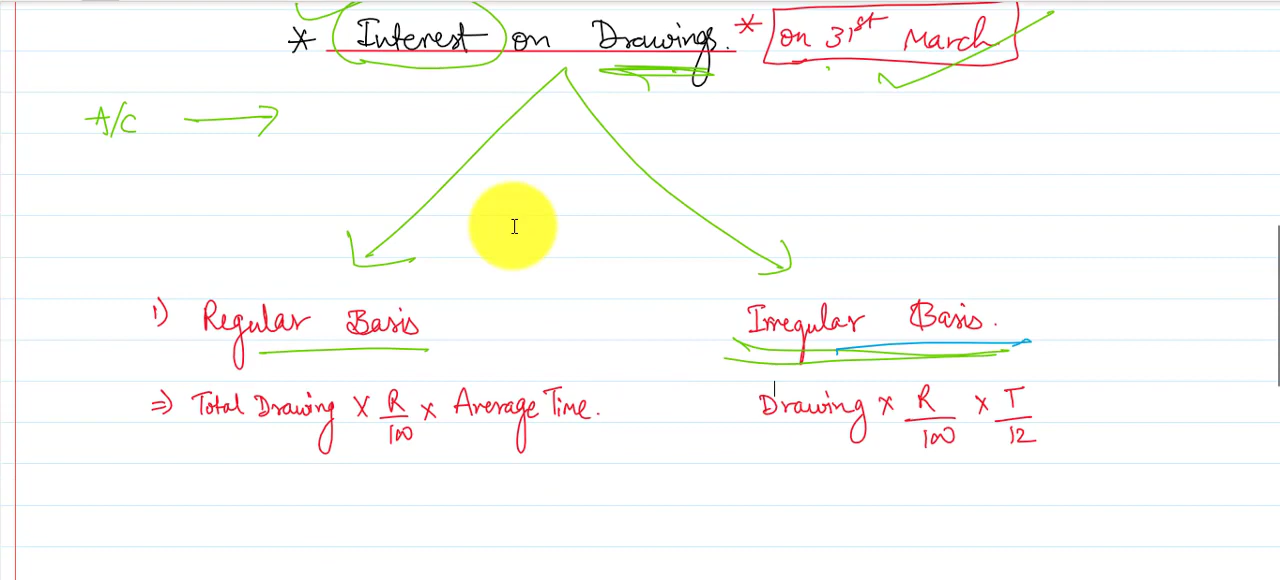 * Interest on Drawings. * on 31st March
A/C
1) Regular Basis
Irregular Basis.
⇒ Total Drawing × R/100 × Average Time.
Drawing × R/100 × T/12